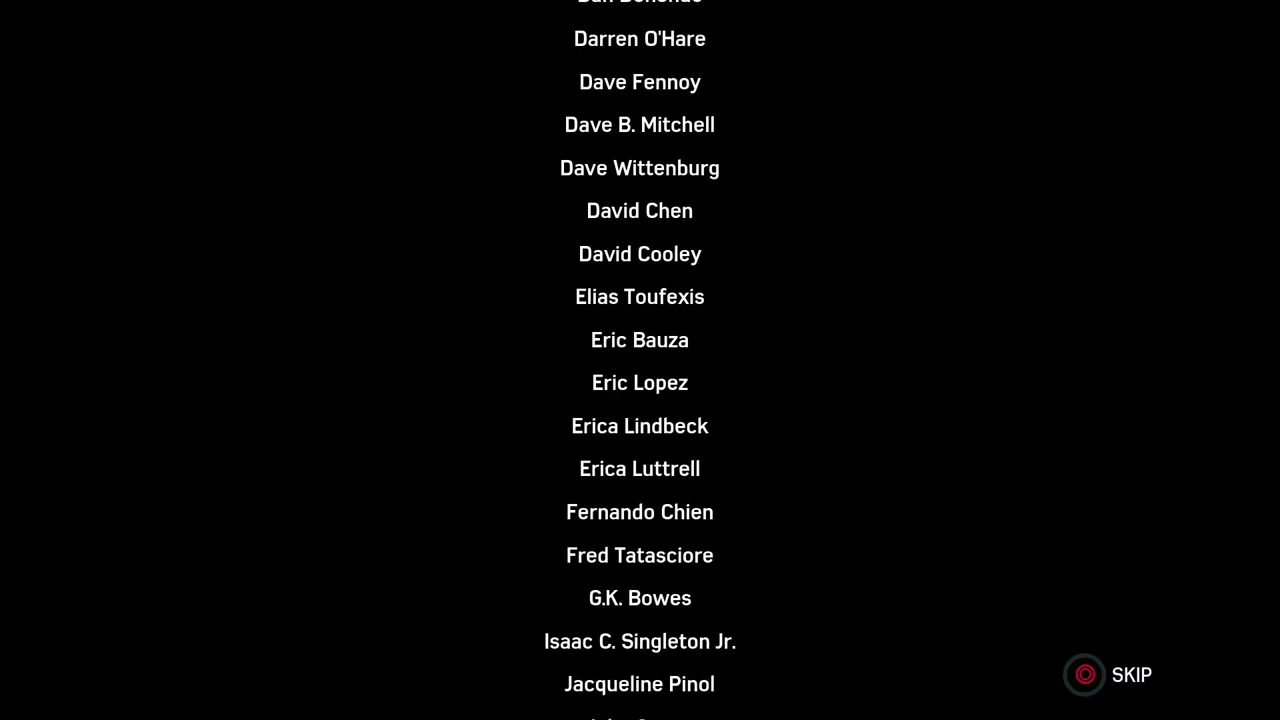 Darren O'Hare
Dave Fennoy
Dave B. Mitchell
Dave Wittenburg
David Chen
David Cooley
Elias Toufexis
Eric Bauza
Eric Lopez
Erica Lindbeck
Erica Luttrell
Fernando Chien
Fred Tatasciore
G.K. Bowes
Isaac C. Singleton Jr.
Jacqueline Pinol
SKIP